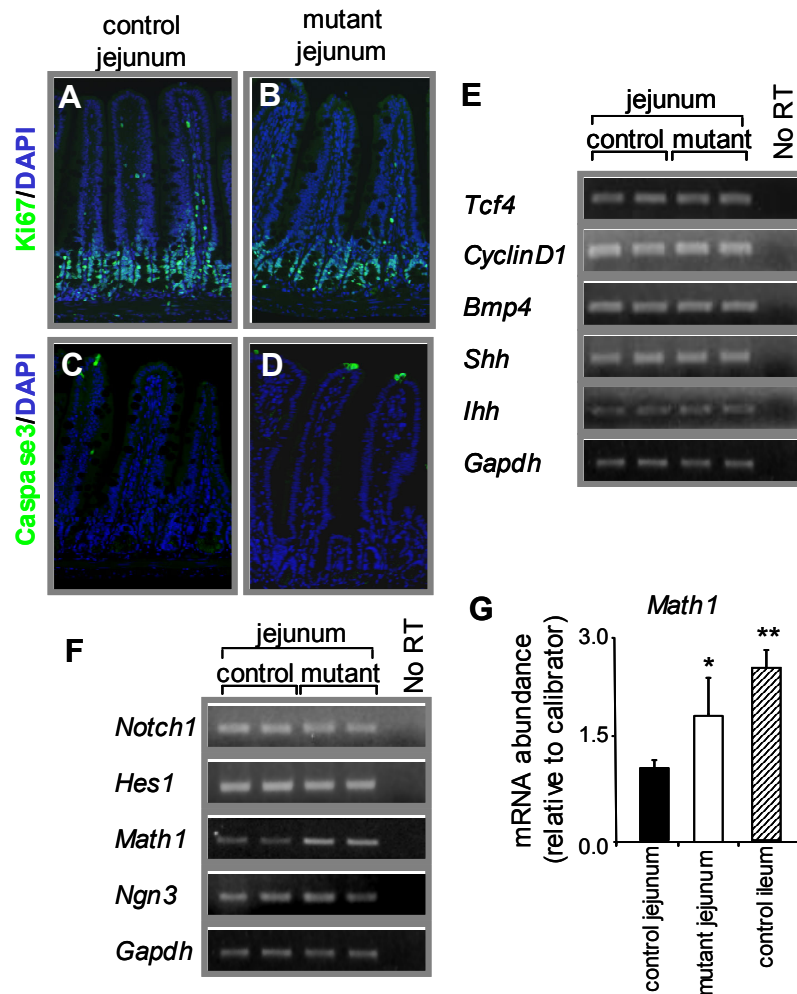 control
jejunum
mutant
jejunum
A
B
Ki67/DAPI
C
D
Caspase3/DAPI
E
jejunum
control
mutant
No RT
Tcf4
CyclinD1
Bmp4
Shh
Ihh
Gapdh
F
jejunum
control
mutant
No RT
Notch1
Hes1
Math1
Ngn3
Gapdh
G
Math1
mRNA abundance
(relative to calibrator)
3.0
1.5
0.0
*
**
control jejunum
mutant jejunum
control ileum